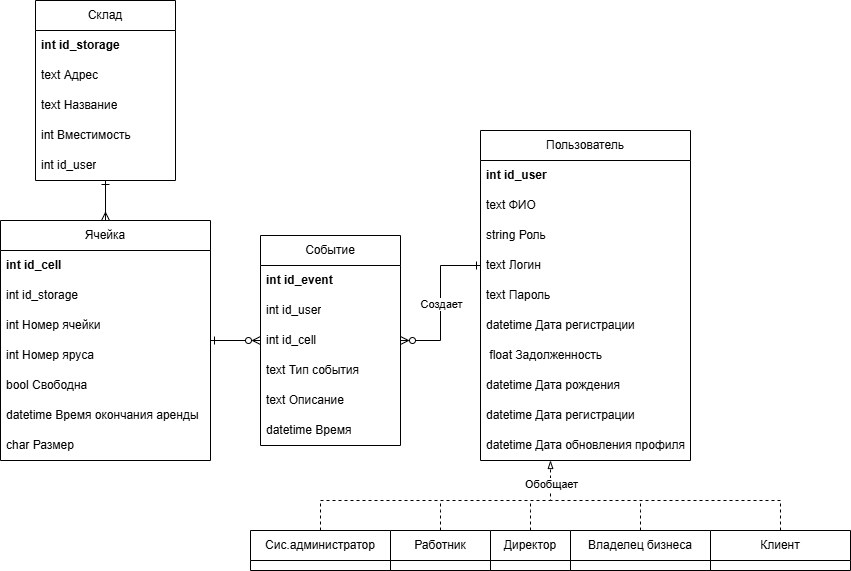 Склад
int id_storage
text Адрес
text Название
int Вместимость
int id_user
Ячейка
int id_cell
int id_storage
int Номер ячейки
int Номер яруса
bool Свободна
datetime Время окончания аренды
char Размер
Событие
int id_event
int id_user
int id_cell
text Тип события
text Описание
datetime Время
Создает
Пользователь
int id_user
text ФИО
string Роль
text Логин
text Пароль
datetime Дата регистрации
float Задолженность
datetime Дата рождения
datetime Дата регистрации
datetime Дата обновления профиля
Обобщает
Сис.администратор
Работник
Директор
Владелец бизнеса
Клиент